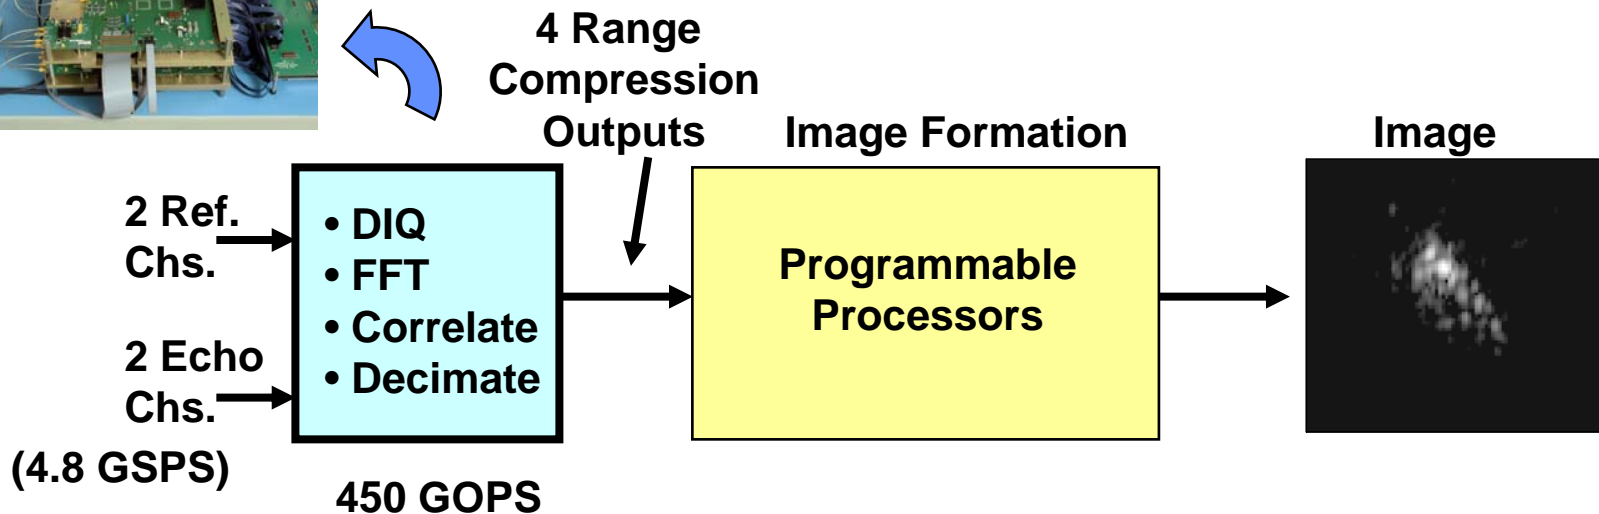 4 Range
Compression
Outputs
Image Formation
Image
2 Ref.
Chs.
• DIQ
• FFT
• Correlate
• Decimate
Programmable
Processors
2 Echo
Chs.
(4.8 GSPS)
450 GOPS